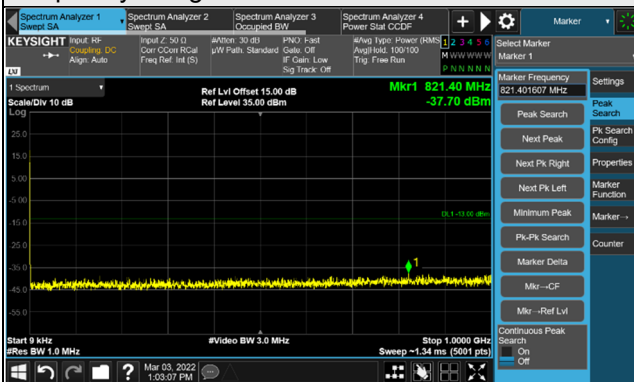 Spectrum Analyzer 1
Swept SA
Spectrum Analyzer 2
Swept SA
Spectrum Analyzer 3
Occupied BW
Spectrum Analyzer 4
Power Stat CCDF
Marker
KEYSIGHT
Input: RF
Coupling: DC
Align: Auto
Input Z: 50 Ω
Corr CCorr RCal
Freq Ref: Int (S)
#Atten: 30 dB
µW Path: Standard
PNO: Fast
Gate: Off
IF Gain: Low
Sig Track: Off
#Avg Type: Power (RMS)
Avg|Hold: 100/100
Trig: Free Run
1 2 3 4 5 6
M W W W W W
P N N N N N
LXI
Select Marker
Marker 1
1 Spectrum
Scale/Div 10 dB
Log
Ref Lvl Offset 15.00 dB
Ref Level 35.00 dBm
Mkr1 821.40 MHz
-37.70 dBm
25.0
15.0
5.00
-5.00
-15.0
-25.0
-35.0
-45.0
-55.0
DL1 -13.00 dBm
1
Start 9 kHz
#Res BW 1.0 MHz
#Video BW 3.0 MHz
Stop 1.0000 GHz
Sweep ~1.34 ms (5001 pts)
Marker Frequency
821.401607 MHz
Peak Search
Next Peak
Next Pk Right
Next Pk Left
Minimum Peak
Pk-Pk Search
Marker Delta
Mkr→CF
Mkr→Ref Lvl
Continuous Peak
Search
On
Off
Settings
Peak
Search
Pk Search
Config
Properties
Marker
Function
Marker→
Counter
?
Mar 03, 2022
1:03:07 PM